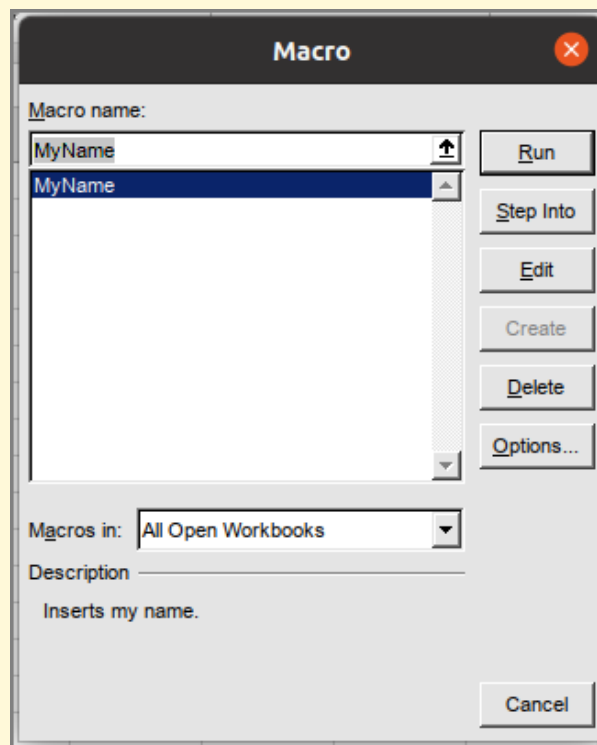 Macro
Macro name:
MyName
MyName
Run
Step Into
Edit
Create
Delete
Options...
Macros in: All Open Workbooks
Description
Inserts my name.
Cancel